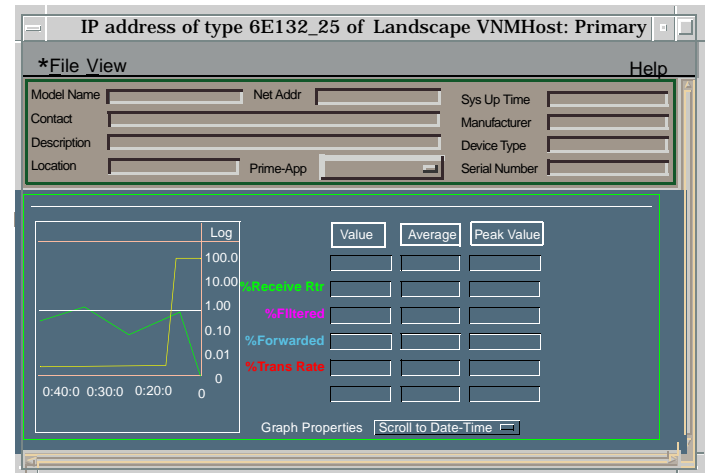 IP address of type 6E132_25 of Landscape VNMHost: Primary
*File View Help
Model Name Net Addr Sys Up Time
Contact Manufacturer
Description Device Type
Location Prime-App Serial Number
Log Value Average Peak Value
100.0
10.00 %Receive Rtr
1.00 %Filtered
0.10 %Forwarded
0.01 %Trans Rate
0
0:40:0 0:30:0 0:20:0 0
Graph Properties Scroll to Date-Time